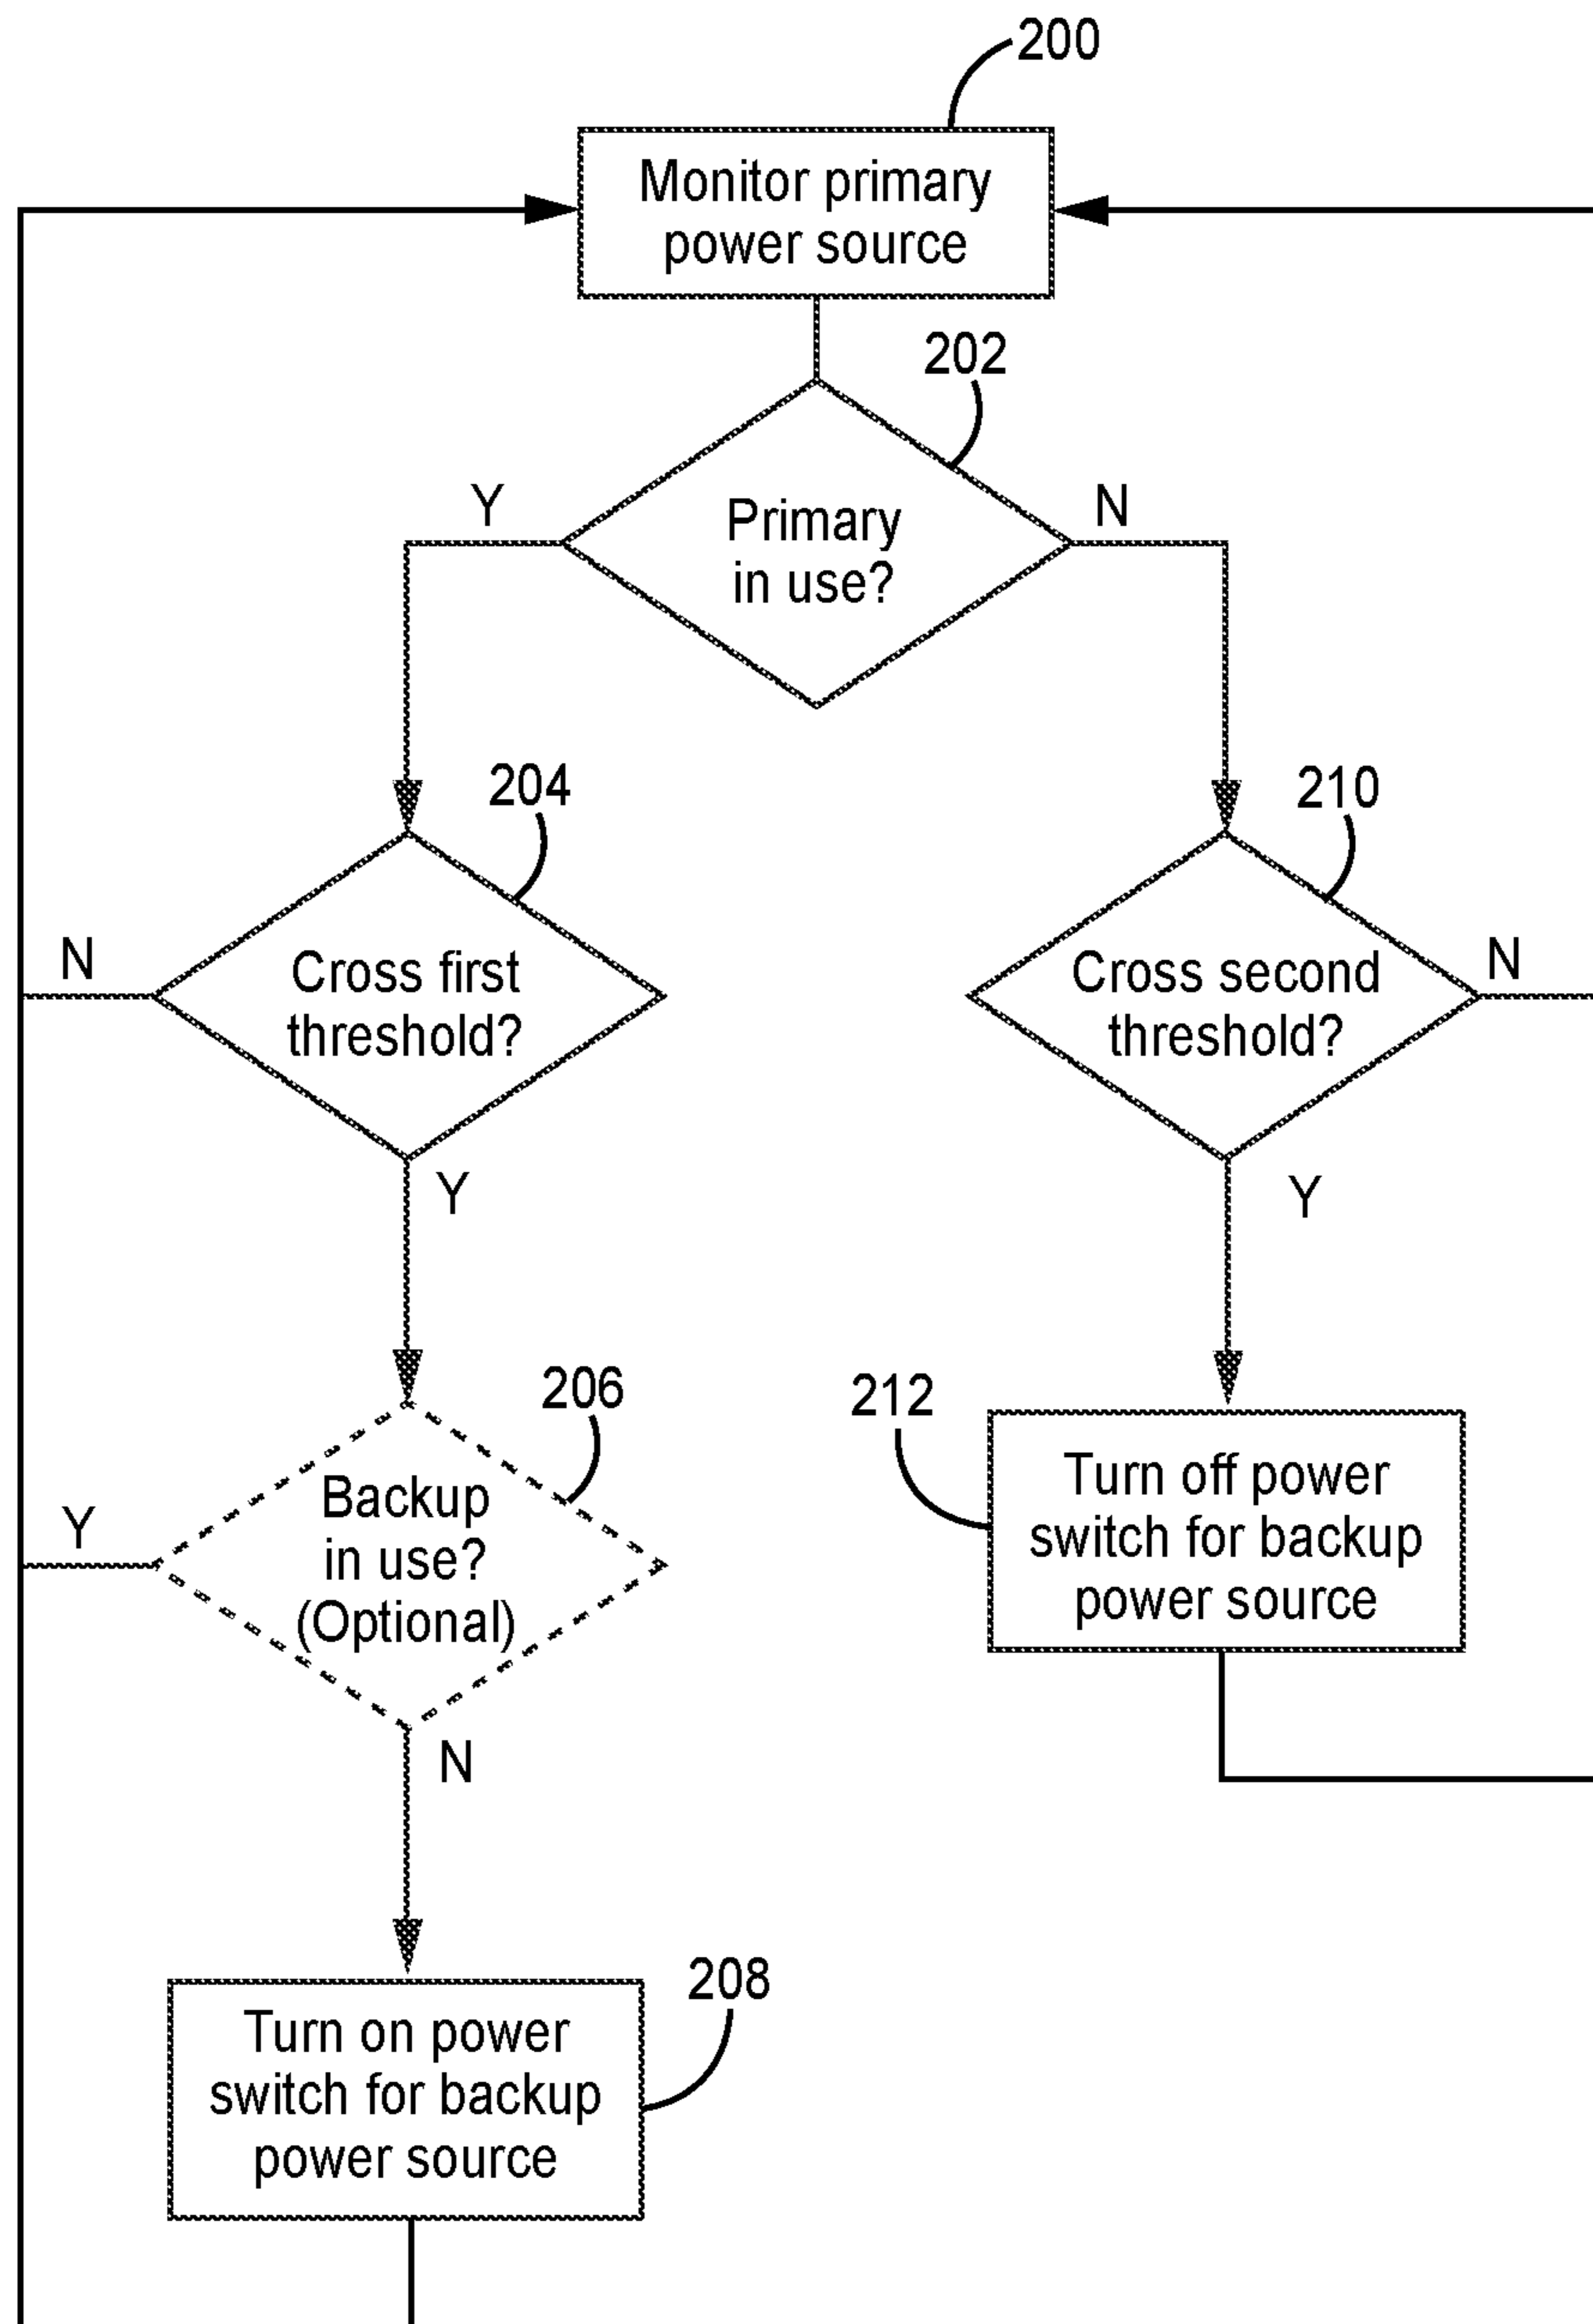 200
Monitor primary
power source
202
Y
N
Primary
in use?
204
210
N
Cross first
threshold?
Cross second
threshold?
N
Y
Y
206
212
Y
Backup
in use?
(Optional)
Turn off power
switch for backup
power source
N
208
Turn on power
switch for backup
power source